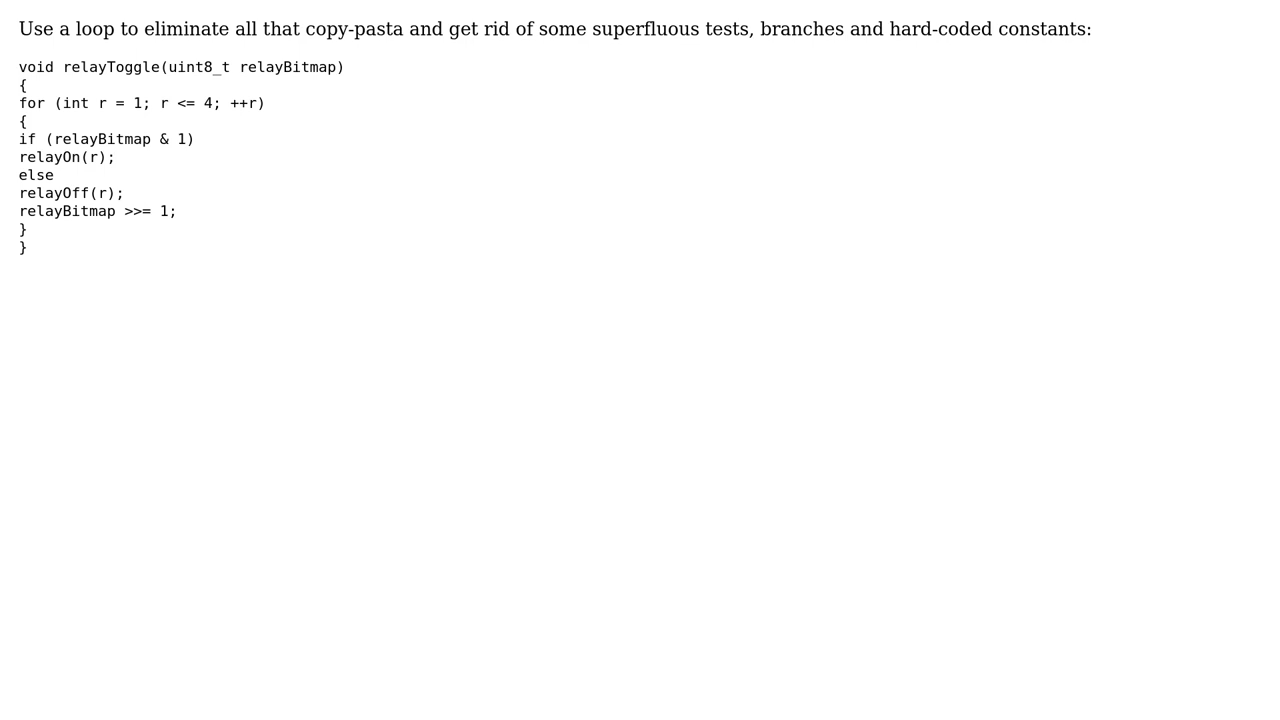 Use a loop to eliminate all that copy-pasta and get rid of some superfluous tests, branches and hard-coded constants:
void relayToggle(uint8_t relayBitmap)
{
for (int r = 1; r <= 4; ++r)
{
if (relayBitmap & 1)
relayOn(r);
else
relayOff(r);
relayBitmap >>= 1;
}
}